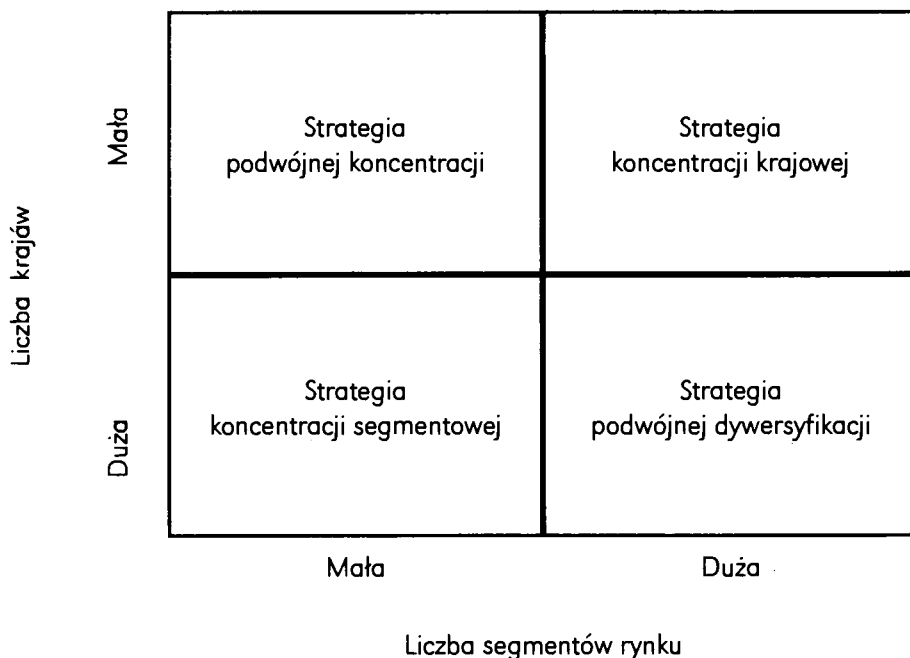 Liczba krajów
Mała
Strategia
podwójnej koncentracji
Strategia
koncentracji krajowej
Duża
Strategia
koncentracji segmentowej
Strategia
podwójnej dywersyfikacji
Mała
Duża
Liczba segmentów rynku